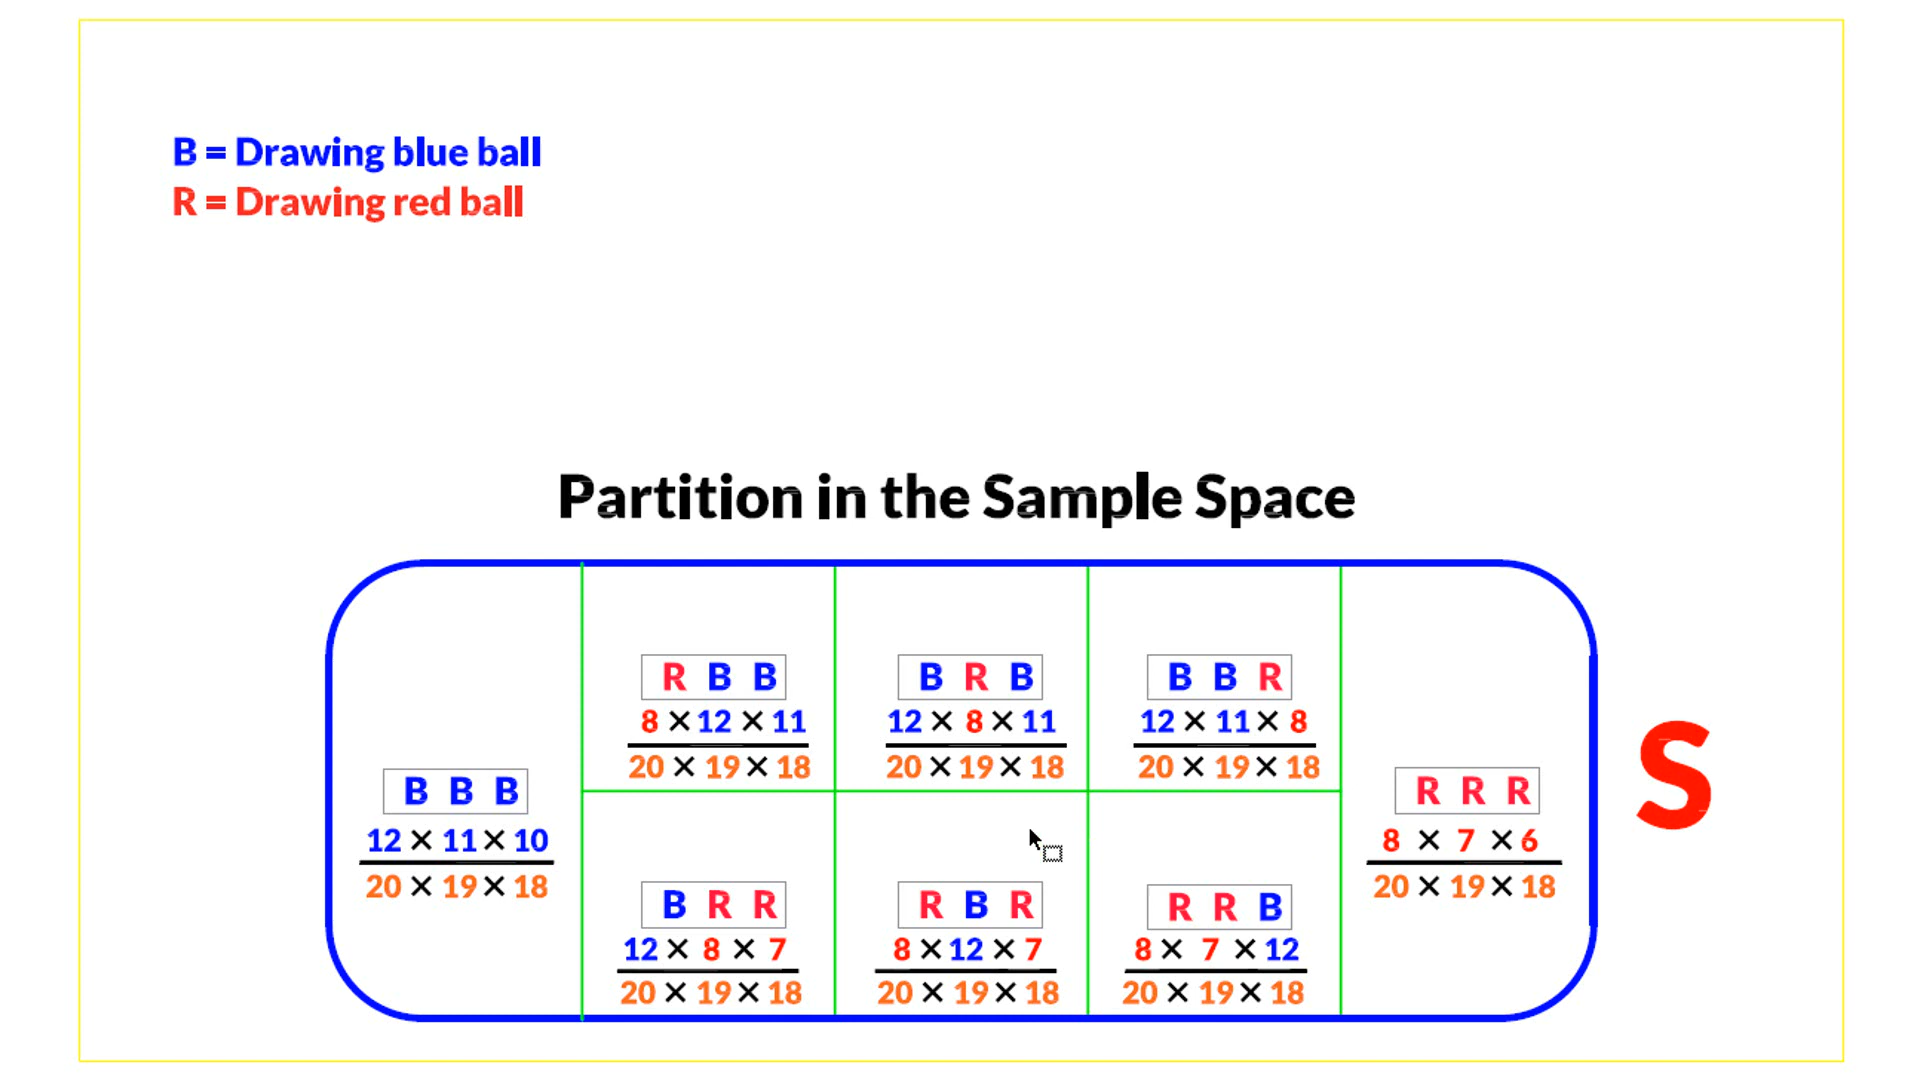 B = Drawing blue ball
R = Drawing red ball
Partition in the Sample Space
B B B
12 × 11 × 10
20 × 19 × 18
R B B
8 × 12 × 11
20 × 19 × 18
B R B
12 × 8 × 11
20 × 19 × 18
B B R
12 × 11 × 8
20 × 19 × 18
B R R
12 × 8 × 7
20 × 19 × 18
R B R
8 × 12 × 7
20 × 19 × 18
R R B
8 × 7 × 12
20 × 19 × 18
R R R
8 × 7 × 6
20 × 19 × 18
S